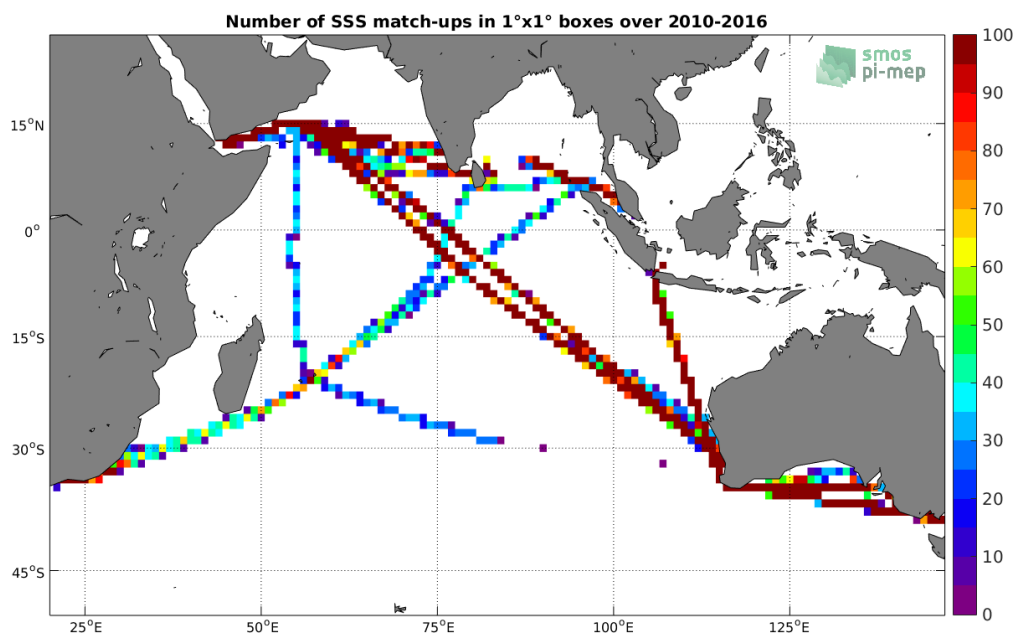 Number of SSS match-ups in 1°x1° boxes over 2010-2016
smos
pi-mep
100
90
80
70
60
50
40
30
20
10
0
15°N
0°
15°S
30°S
45°S
25°E
50°E
75°E
100°E
125°E